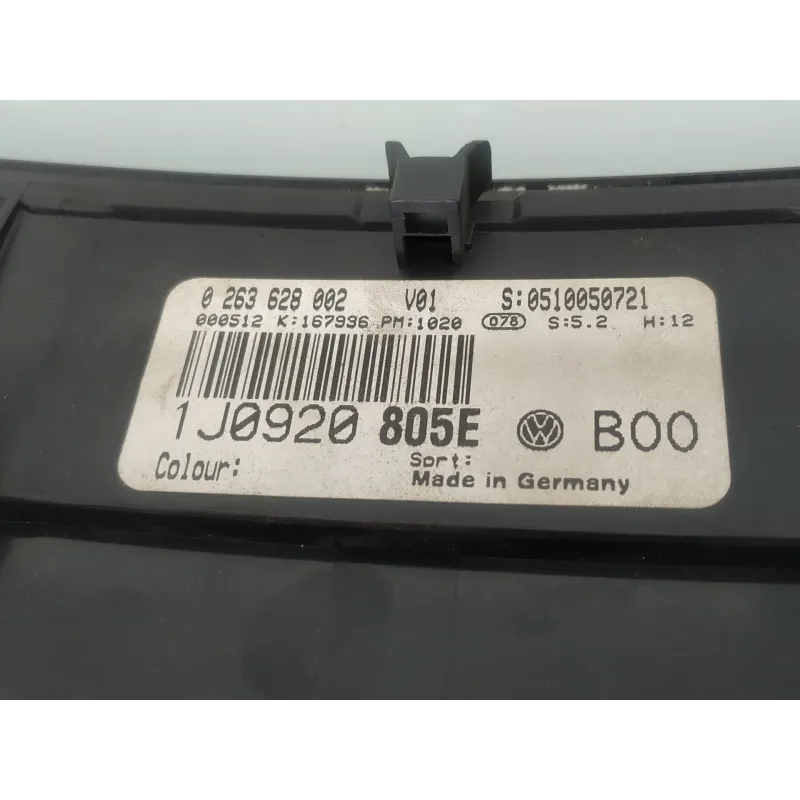 0 263 628 002 V01 S:0510050721
000512 K:167996 PM:1020 078 S:5.2 H:12
1J0920 805E VW B00
Colour: Sort:
Made in Germany